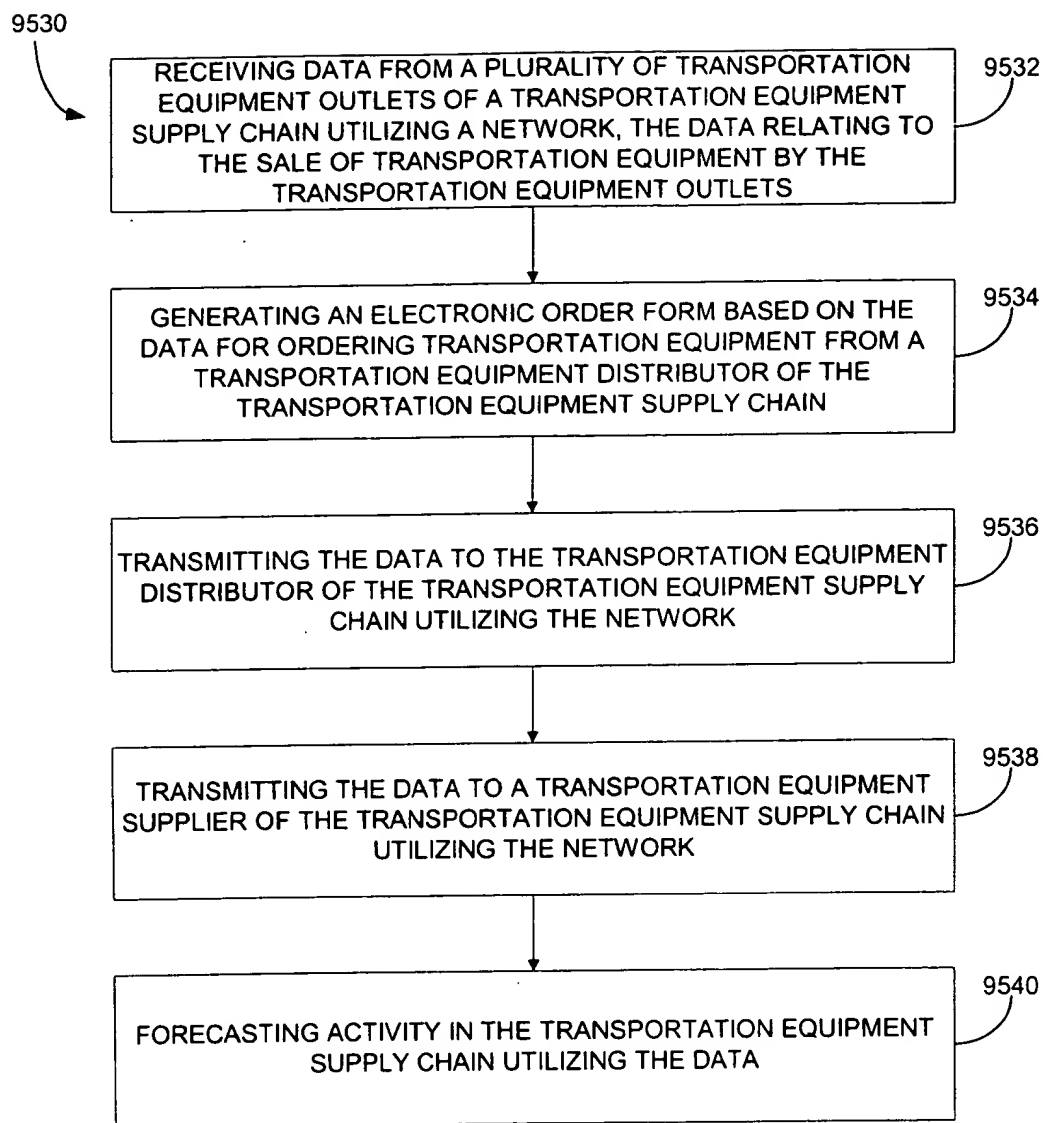 9530
RECEIVING DATA FROM A PLURALITY OF TRANSPORTATION
EQUIPMENT OUTLETS OF A TRANSPORTATION EQUIPMENT
SUPPLY CHAIN UTILIZING A NETWORK, THE DATA RELATING TO
THE SALE OF TRANSPORTATION EQUIPMENT BY THE
TRANSPORTATION EQUIPMENT OUTLETS
9532
GENERATING AN ELECTRONIC ORDER FORM BASED ON THE
DATA FOR ORDERING TRANSPORTATION EQUIPMENT FROM A
TRANSPORTATION EQUIPMENT DISTRIBUTOR OF THE
TRANSPORTATION EQUIPMENT SUPPLY CHAIN
9534
TRANSMITTING THE DATA TO THE TRANSPORTATION EQUIPMENT
DISTRIBUTOR OF THE TRANSPORTATION EQUIPMENT SUPPLY
CHAIN UTILIZING THE NETWORK
9536
TRANSMITTING THE DATA TO A TRANSPORTATION EQUIPMENT
SUPPLIER OF THE TRANSPORTATION EQUIPMENT SUPPLY CHAIN
UTILIZING THE NETWORK
9538
FORECASTING ACTIVITY IN THE TRANSPORTATION EQUIPMENT
SUPPLY CHAIN UTILIZING THE DATA
9540